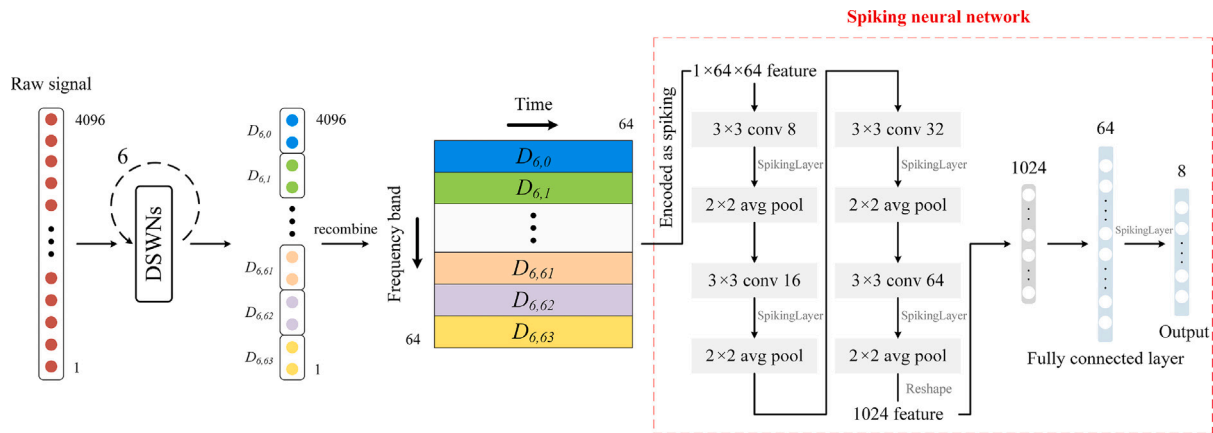 Spiking neural network
Raw signal
4096
1
6
DSWNs
4096
D6,0
D6,1
D6,61
D6,62
D6,63
1
recombine
Time
64
Frequency band
64
D6,0
D6,1
D6,61
D6,62
D6,63
Encoded as spiking
1×64×64 feature
3×3 conv 8
SpikingLayer
2×2 avg pool
3×3 conv 16
SpikingLayer
2×2 avg pool
3×3 conv 32
SpikingLayer
2×2 avg pool
3×3 conv 64
SpikingLayer
2×2 avg pool
Reshape
1024 feature
1024
64
SpikingLayer
8
Output
Fully connected layer